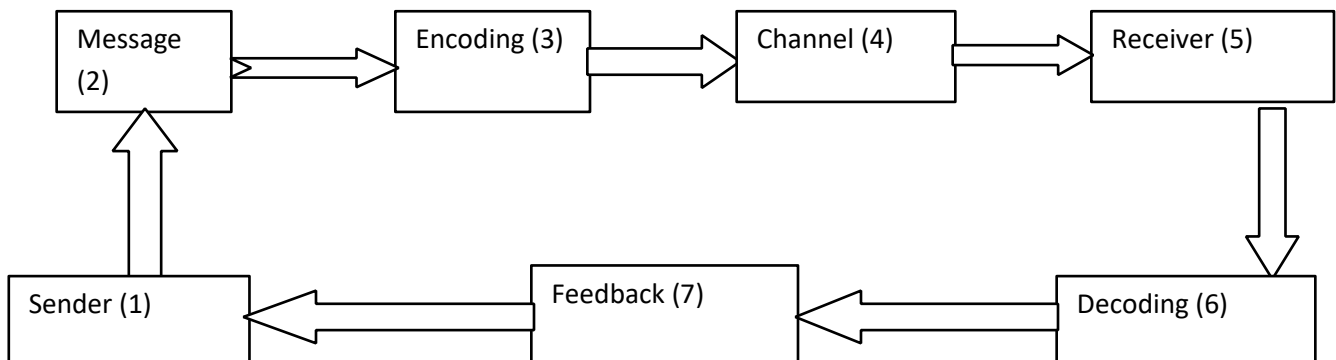 Message
(2)
Encoding (3)
Channel (4)
Receiver (5)
Sender (1)
Feedback (7)
Decoding (6)